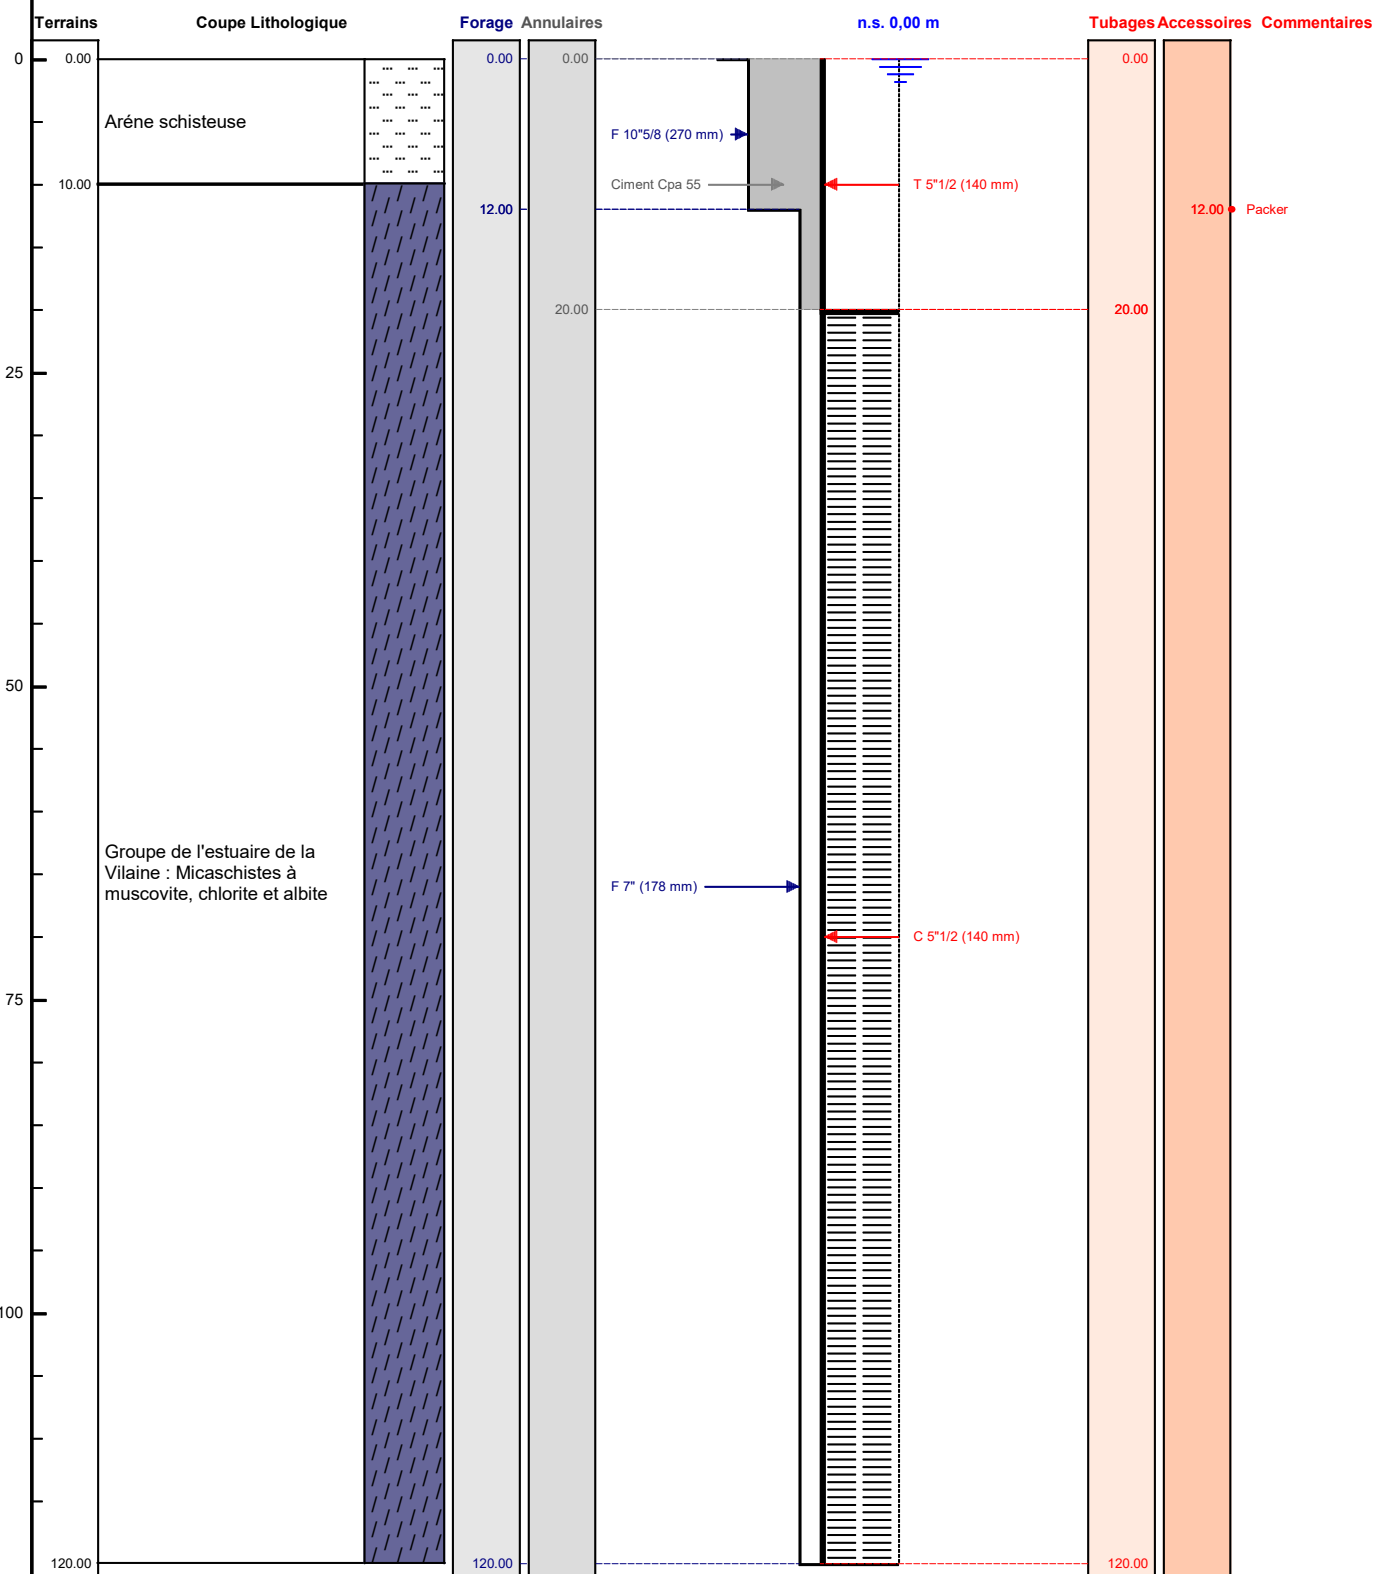 Terrains Coupe Lithologique Forage Annulaires n.s. 0,00 m Tubages Accessoires Commentaires
0 0.00 0.00 0.00 0.00
Aréne schisteuse
F 10"5/8 (270 mm)
10.00 Ciment Cpa 55 T 5"1/2 (140 mm)
12.00 12.00 Packer
20.00 20.00
25
50
Groupe de l'estuaire de la
Vilaine : Micaschistes à
muscovite, chlorite et albite
F 7" (178 mm)
C 5"1/2 (140 mm)
75
100
120.00 120.00 120.00